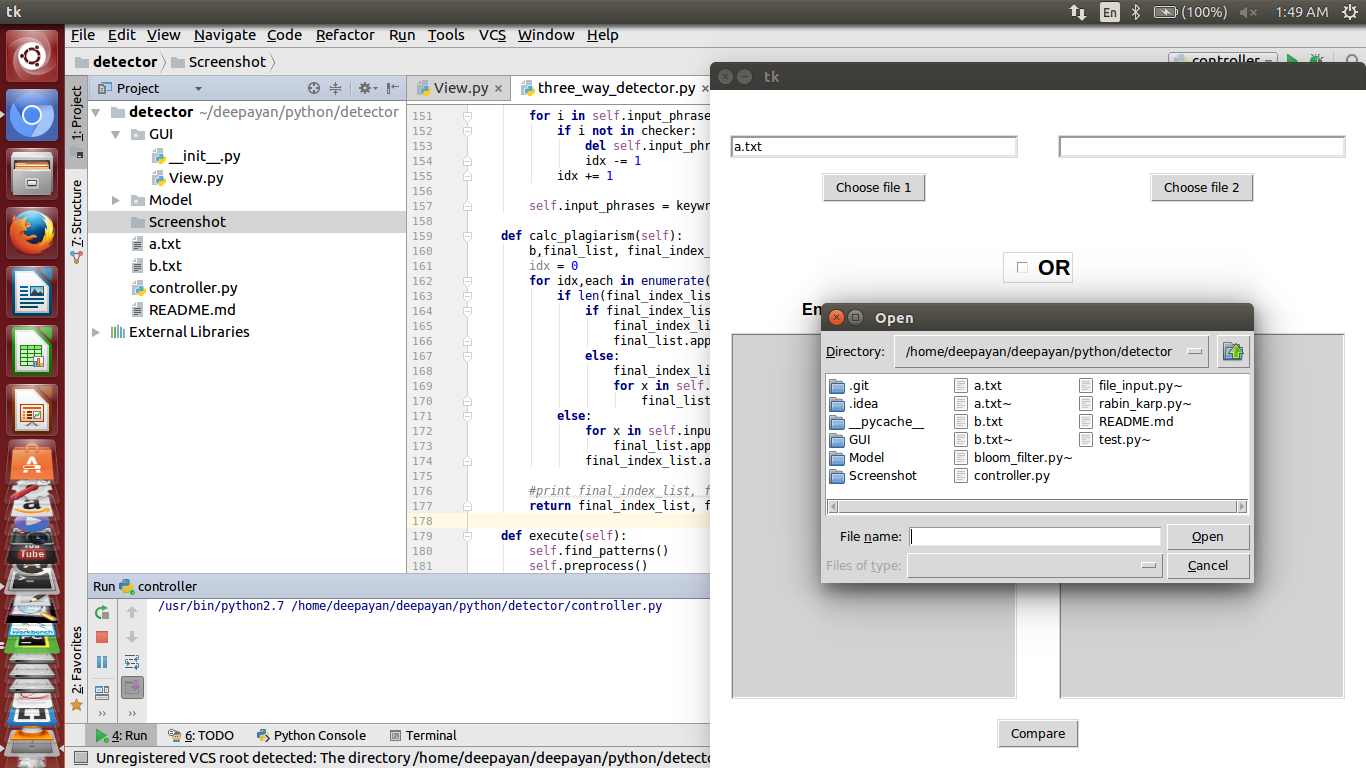 tk
En
(100%)
1:49 AM
File Edit View Navigate Code Refactor Run Tools VCS Window Help
detector Screenshot
controller
1: Project
7: Structure
2: Favorites
Project
detector ~/deepayan/python/detector
GUI
__init__.py
View.py
Model
Screenshot
a.txt
b.txt
controller.py
README.md
External Libraries
View.py
three_way_detector.py
151 for i in self.input_phrase
152 if i not in checker:
153 del self.input_phr
154 idx -= 1
155 idx += 1
156
157 self.input_phrases = keywr
158
159 def calc_plagiarism(self):
160 b,final_list, final_index_
161 idx = 0
162 for idx,each in enumerate(
163 if len(final_index_lis
164 if final_index_lis
165 final_index_li
166 final_list.app
167 else:
168 final_index_li
169 for x in self.
170 final_list
171 else:
172 for x in self.inpu
173 final_list.app
174 final_index_list.a
175
176 #print final_index_list, f
177 return final_index_list, f
178
179 def execute(self):
180 self.find_patterns()
181 self.preprocess()
Run controller
/usr/bin/python2.7 /home/deepayan/deepayan/python/detector/controller.py
4: Run
6: TODO
Python Console
Terminal
Unregistered VCS root detected: The directory /home/deepayan/deepayan/python/detecto
tk
a.txt
Choose file 1
Choose file 2
OR
En
Open
Directory: /home/deepayan/deepayan/python/detector
.git
.idea
__pycache__
GUI
Model
Screenshot
a.txt
a.txt~
b.txt
b.txt~
bloom_filter.py~
controller.py
file_input.py~
rabin_karp.py~
README.md
test.py~
File name:
Open
Files of type:
Cancel
Compare
You
Tube
Workbench
PC